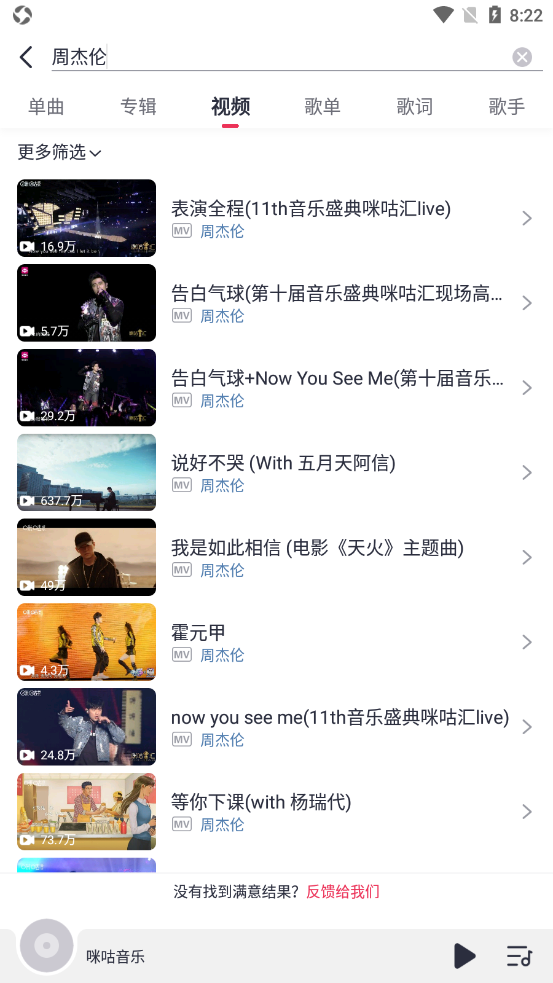 8:22
周杰伦
单曲 专辑 视频 歌单 歌词 歌手
更多筛选
表演全程(11th音乐盛典咪咕汇live)
16.9万
MV 周杰伦
告白气球(第十届音乐盛典咪咕汇现场高...
5.7万
MV 周杰伦
告白气球+Now You See Me(第十届音乐...
29.2万
MV 周杰伦
说好不哭 (With 五月天阿信)
637.7万
MV 周杰伦
我是如此相信 (电影《天火》主题曲)
49万
MV 周杰伦
霍元甲
4.3万
MV 周杰伦
now you see me(11th音乐盛典咪咕汇live)
24.8万
MV 周杰伦
等你下课(with 杨瑞代)
73.7万
MV 周杰伦
没有找到满意结果？反馈给我们
咪咕音乐